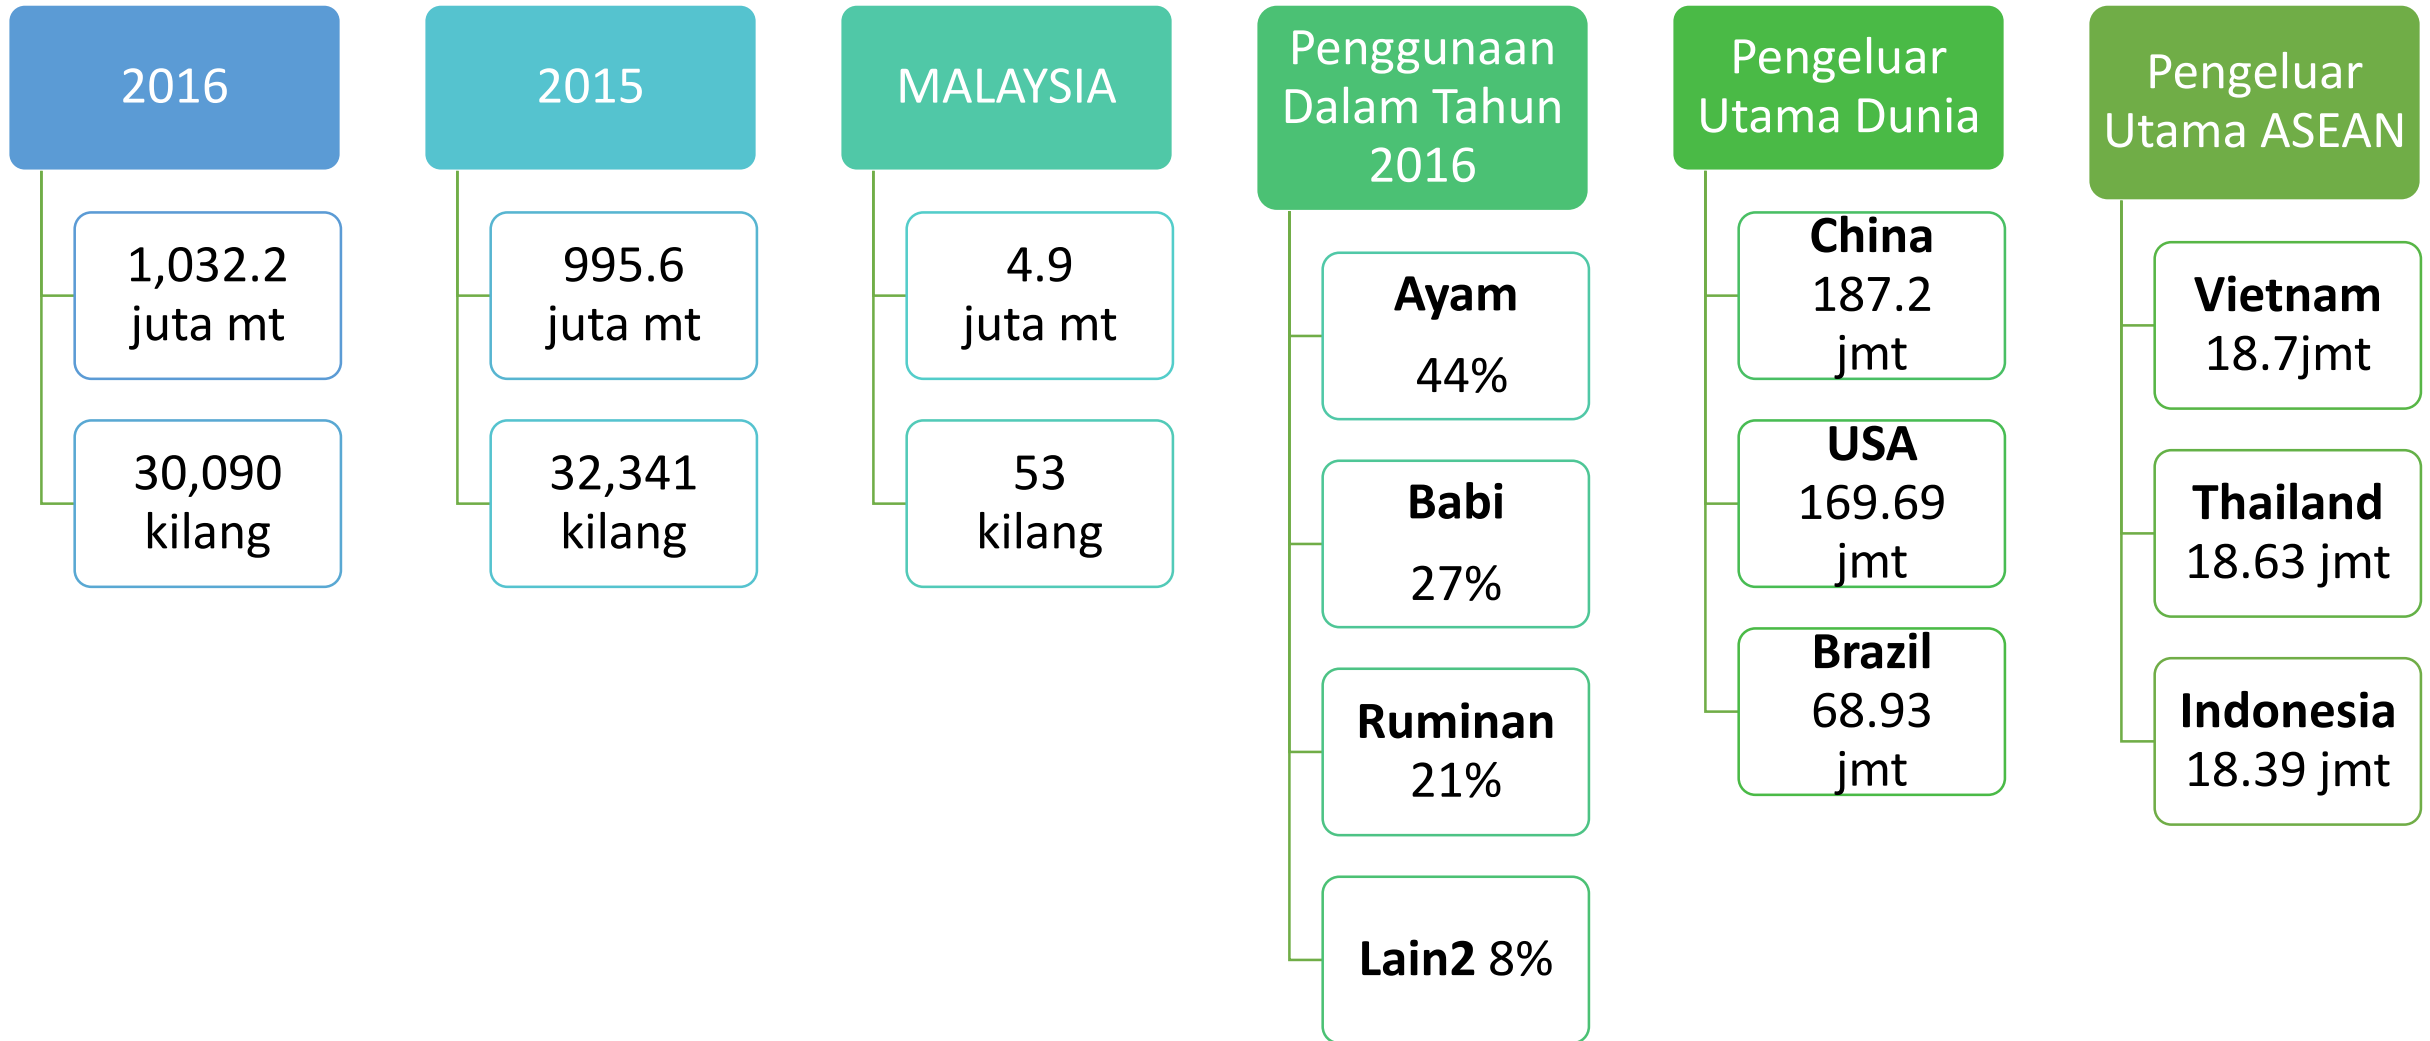 2016
1,032.2
juta mt
30,090
kilang
2015
995.6
juta mt
32,341
kilang
MALAYSIA
4.9
juta mt
53
kilang
Penggunaan
Dalam Tahun
2016
Ayam
44%
Babi
27%
Ruminan
21%
Lain2 8%
Pengeluar
Utama Dunia
China
187.2
jmt
USA
169.69
jmt
Brazil
68.93
jmt
Pengeluar
Utama ASEAN
Vietnam
18.7jmt
Thailand
18.63 jmt
Indonesia
18.39 jmt